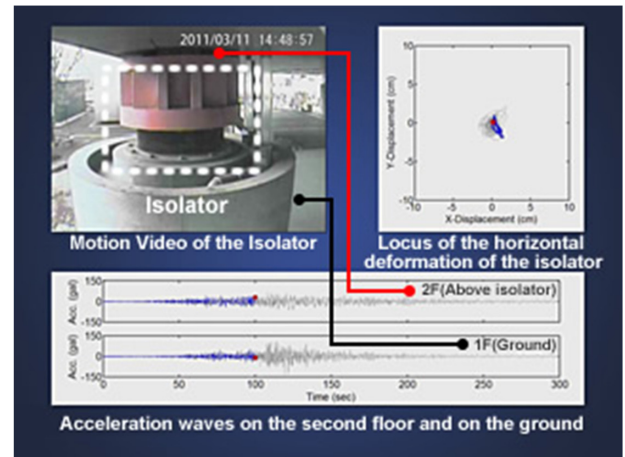 2011/03/11 14:48:57
Isolator
Motion Video of the Isolator
10
5
0
-5
-10
-10 -5 0 5 10
Y-Displacement (cm)
X-Displacement (cm)
Locus of the horizontal
deformation of the isolator
150
0
-150
Acc. (gal)
2F(Above isolator)
150
0
-150
Acc. (gal)
1F(Ground)
0 50 100 150 200 250 300
Time (sec)
Acceleration waves on the second floor and on the ground